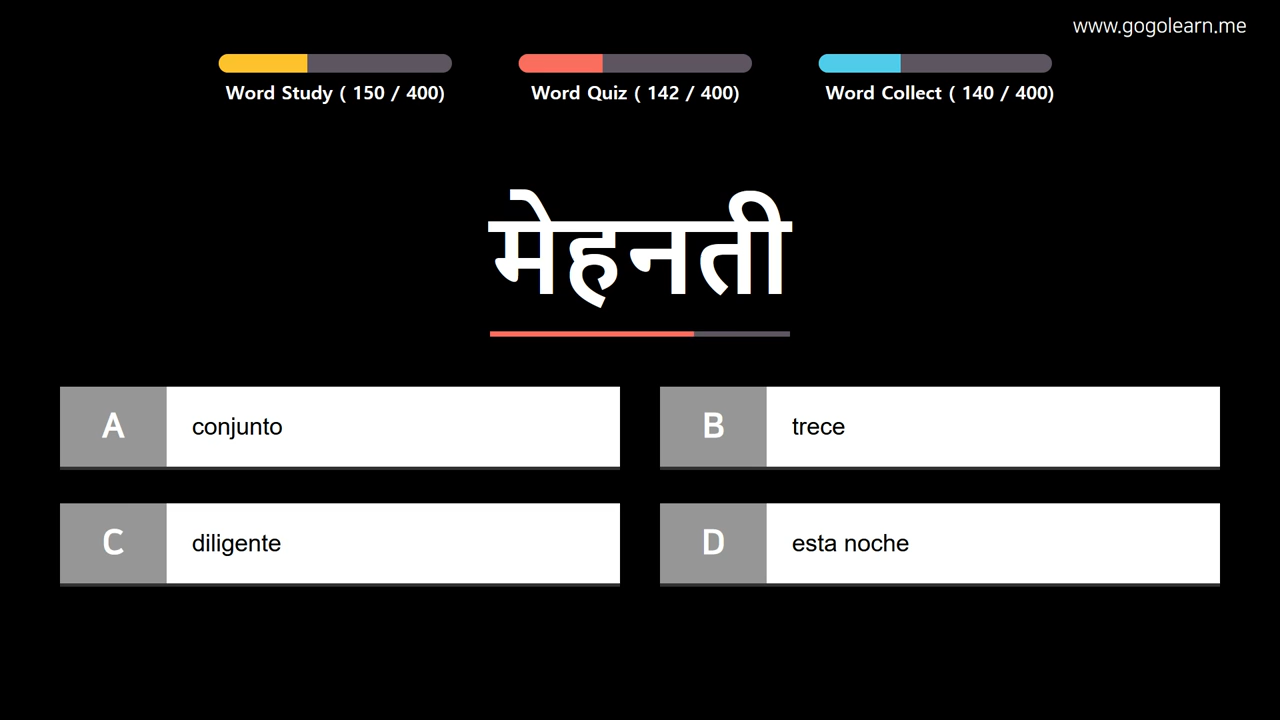 www.gogolearn.me
Word Study ( 150 / 400)
Word Quiz ( 142 / 400)
Word Collect ( 140 / 400)
मेहनती
A conjunto
B trece
C diligente
D esta noche